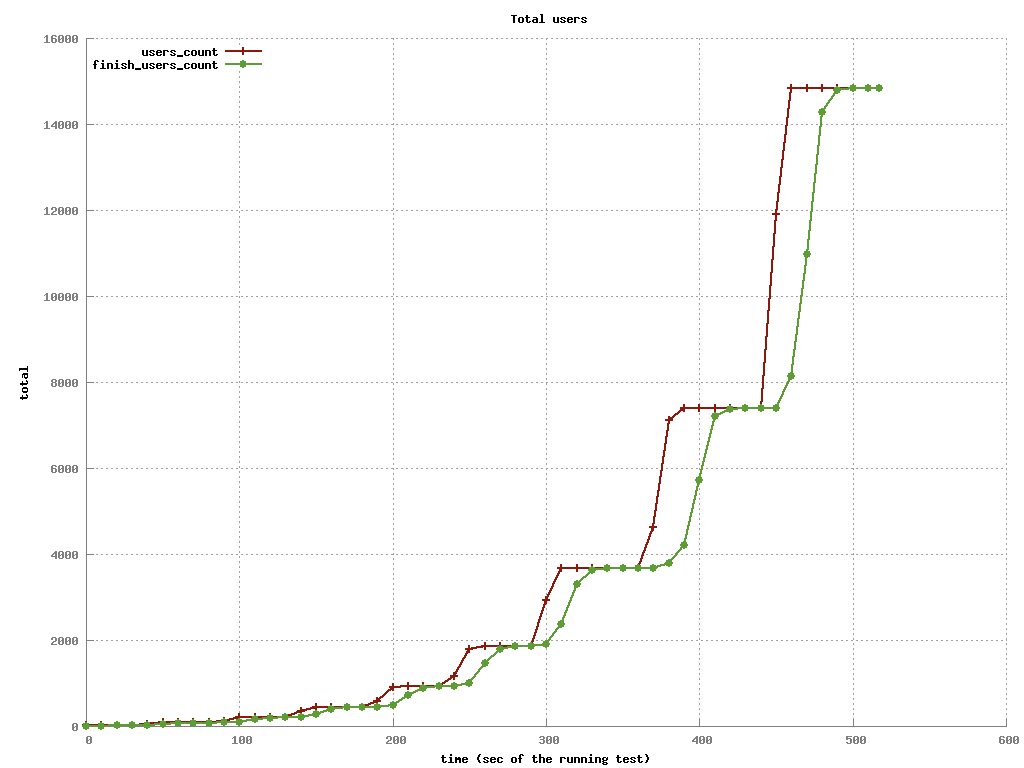 Total users
users_count
finish_users_count
16000
14000
12000
10000
8000
6000
4000
2000
0
total
0 100 200 300 400 500 600
time (sec of the running test)